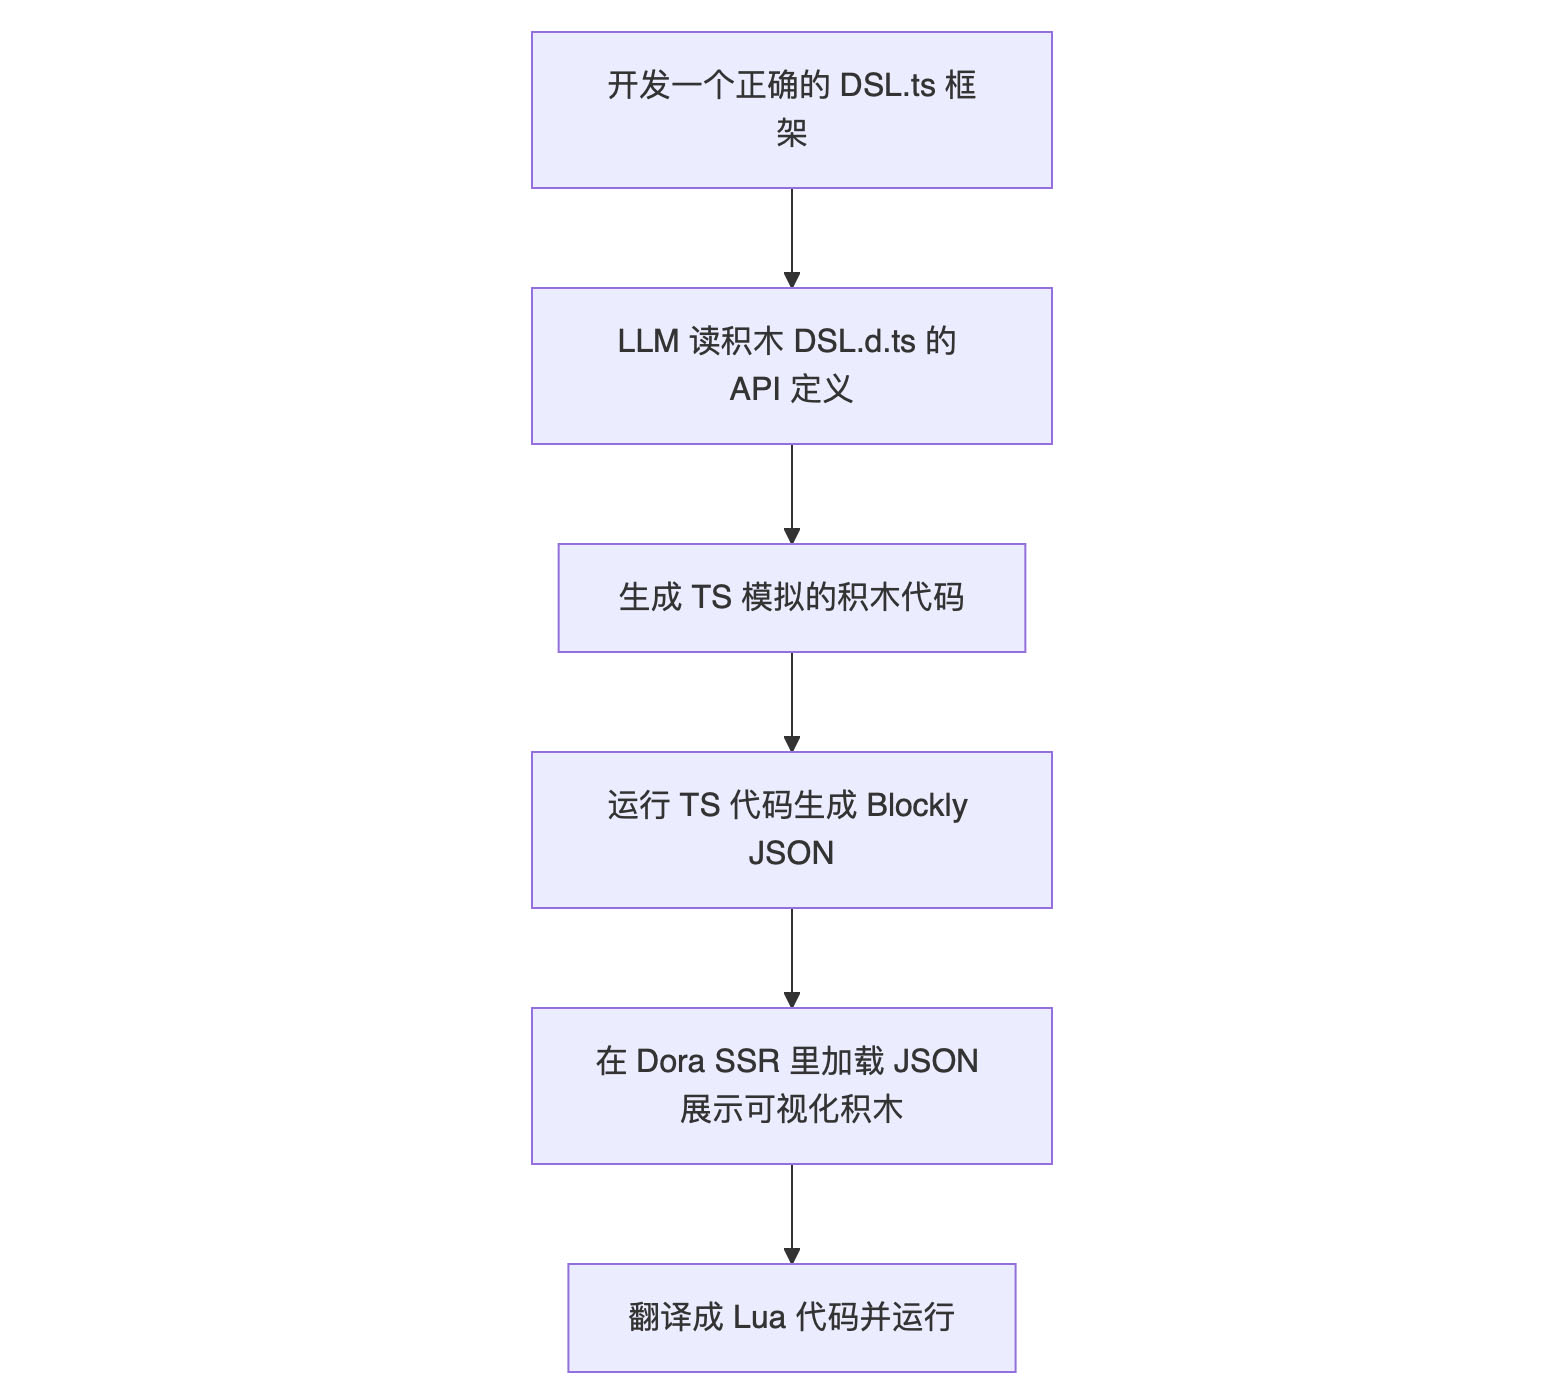 开发一个正确的 DSL.ts 框
架
LLM 读积木 DSL.d.ts 的
API 定义
生成 TS 模拟的积木代码
运行 TS 代码生成 Blockly
JSON
在 Dora SSR 里加载 JSON
展示可视化积木
翻译成 Lua 代码并运行